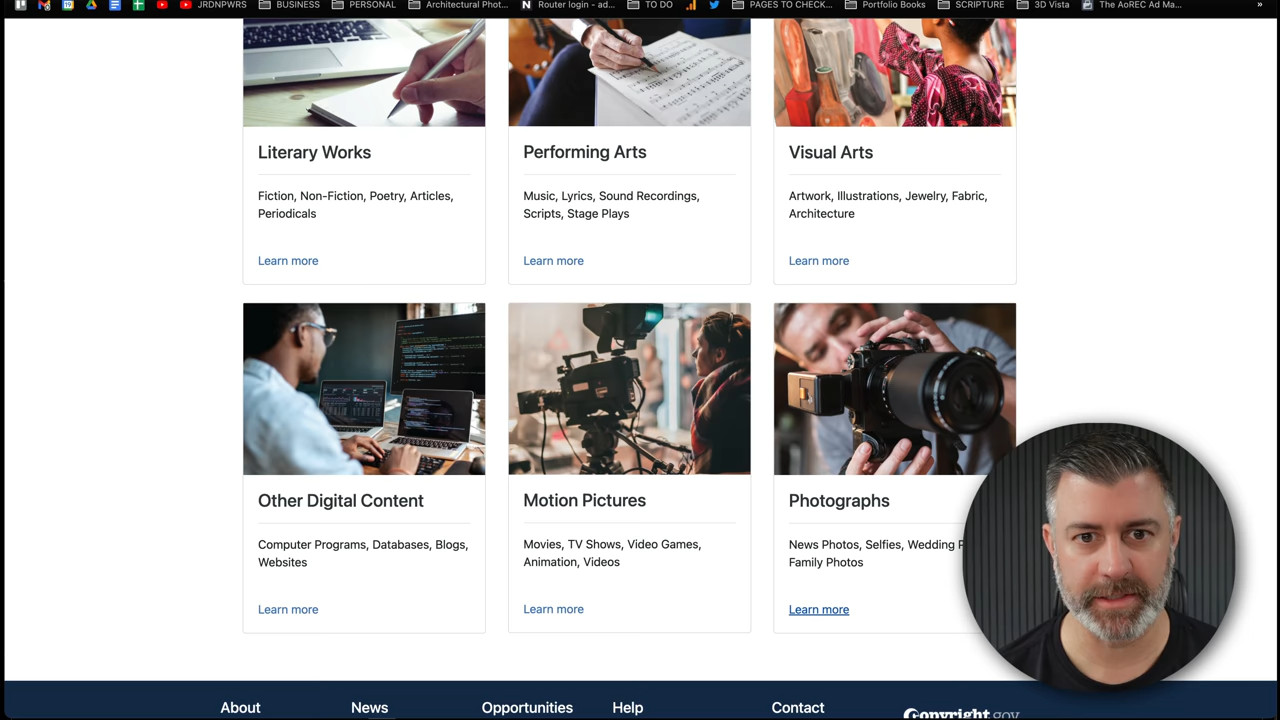 JRDNPWRS BUSINESS PERSONAL Architectural Phot... Router login - ad... TO DO PAGES TO CHECK... Portfolio Books SCRIPTURE 3D Vista The AoREC Ad Ma... »
Literary Works
Fiction, Non-Fiction, Poetry, Articles,
Periodicals
Learn more
Performing Arts
Music, Lyrics, Sound Recordings,
Scripts, Stage Plays
Learn more
Visual Arts
Artwork, Illustrations, Jewelry, Fabric,
Architecture
Learn more
Other Digital Content
Computer Programs, Databases, Blogs,
Websites
Learn more
Motion Pictures
Movies, TV Shows, Video Games,
Animation, Videos
Learn more
Photographs
News Photos, Selfies, Wedding P
Family Photos
Learn more
About News Opportunities Help Contact Copyright.gov